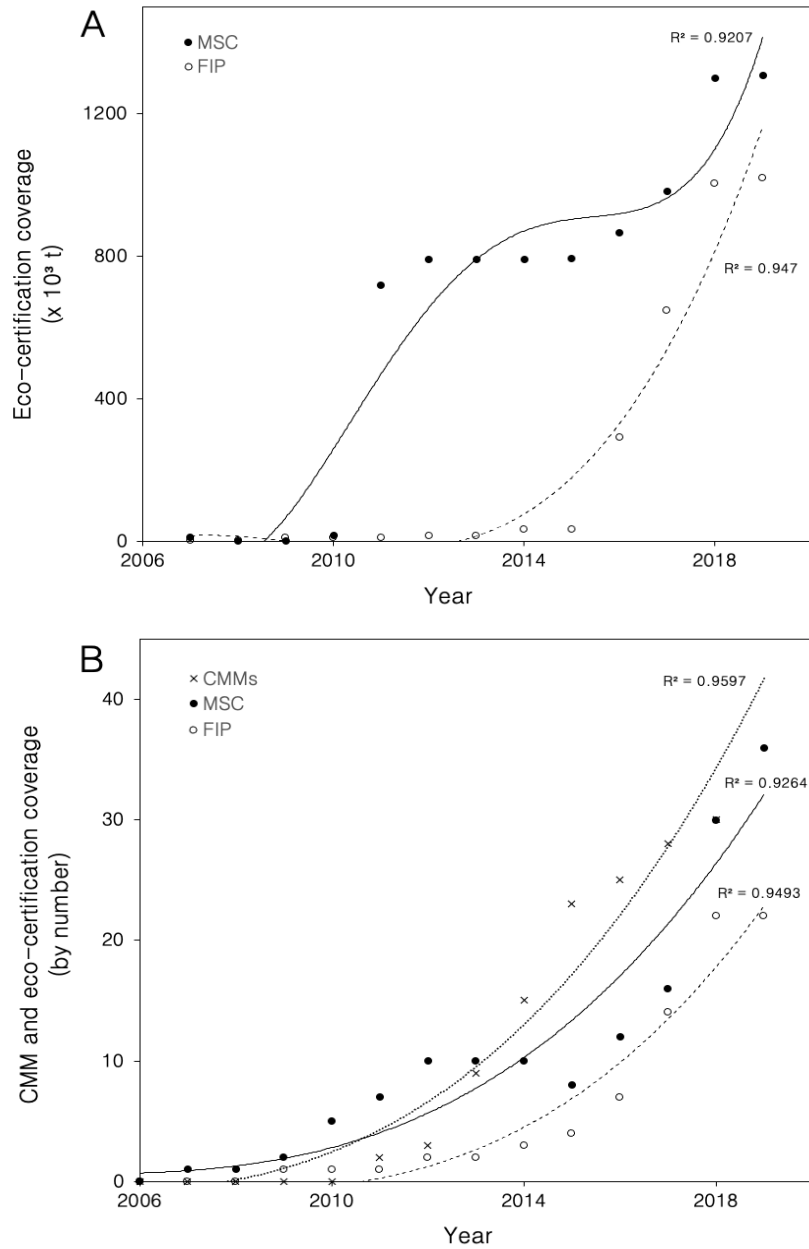 A
MSC
FIP
R² = 0.9207
R² = 0.947
1200
800
400
0
Eco-certification coverage
(x 10³ t)
2006
2010
2014
2018
Year
B
CMMs
MSC
FIP
R² = 0.9597
R² = 0.9264
R² = 0.9493
40
30
20
10
0
CMM and eco-certification coverage
(by number)
2006
2010
2014
2018
Year